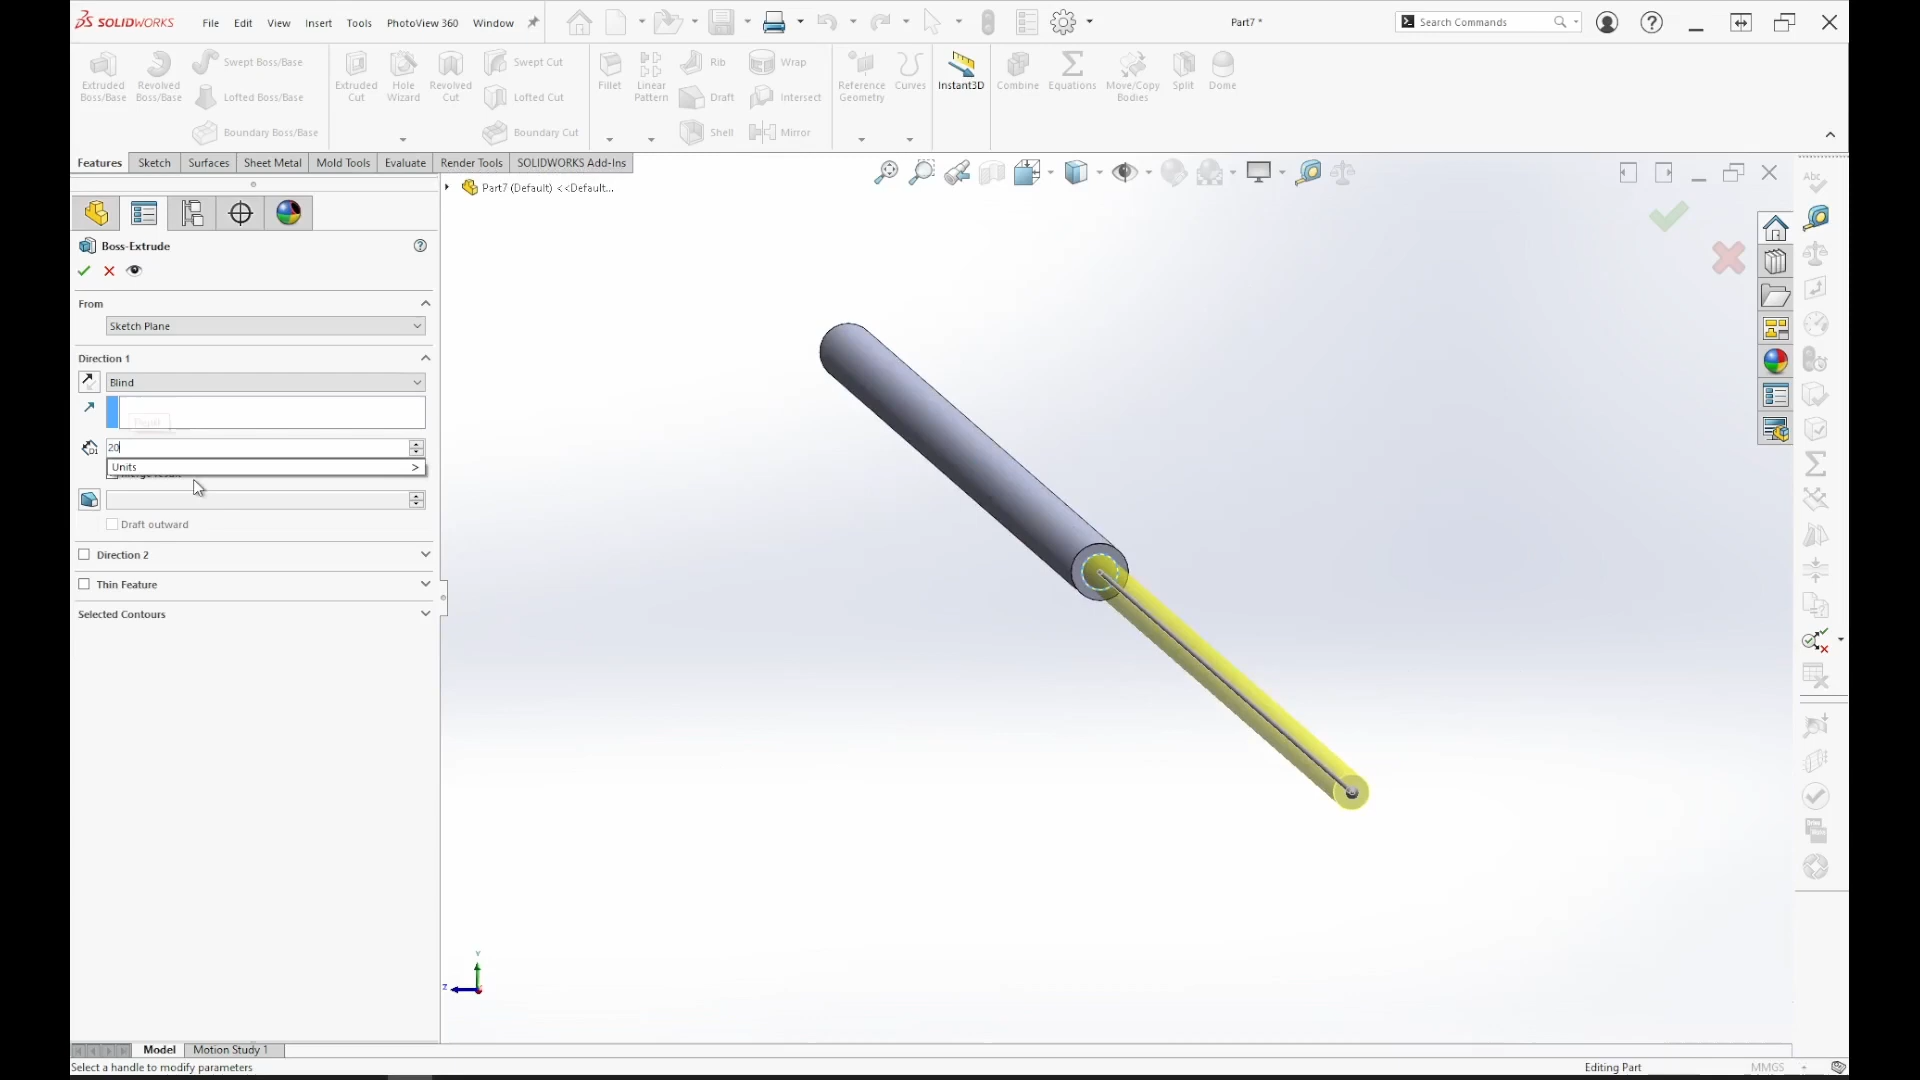 SOLIDWORKS File Edit View Insert Tools PhotoView 360 Window Part7 * Search Commands
Extruded Boss/Base
Revolved Boss/Base
Swept Boss/Base
Lofted Boss/Base
Boundary Boss/Base
Extruded Cut
Hole Wizard
Revolved Cut
Swept Cut
Lofted Cut
Boundary Cut
Fillet
Linear Pattern
Rib
Draft
Shell
Wrap
Intersect
Mirror
Reference Geometry
Curves
Instant3D
Combine
Equations
Move/Copy Bodies
Split
Dome
Features Sketch Surfaces Sheet Metal Mold Tools Evaluate Render Tools SOLIDWORKS Add-Ins
Part7 (Default) <<Default...
Boss-Extrude
From
Sketch Plane
Direction 1
Blind
20
Units >
Draft outward
Direction 2
Thin Feature
Selected Contours
Y
Z
Model Motion Study 1
Select a handle to modify parameters Editing Part MMGS